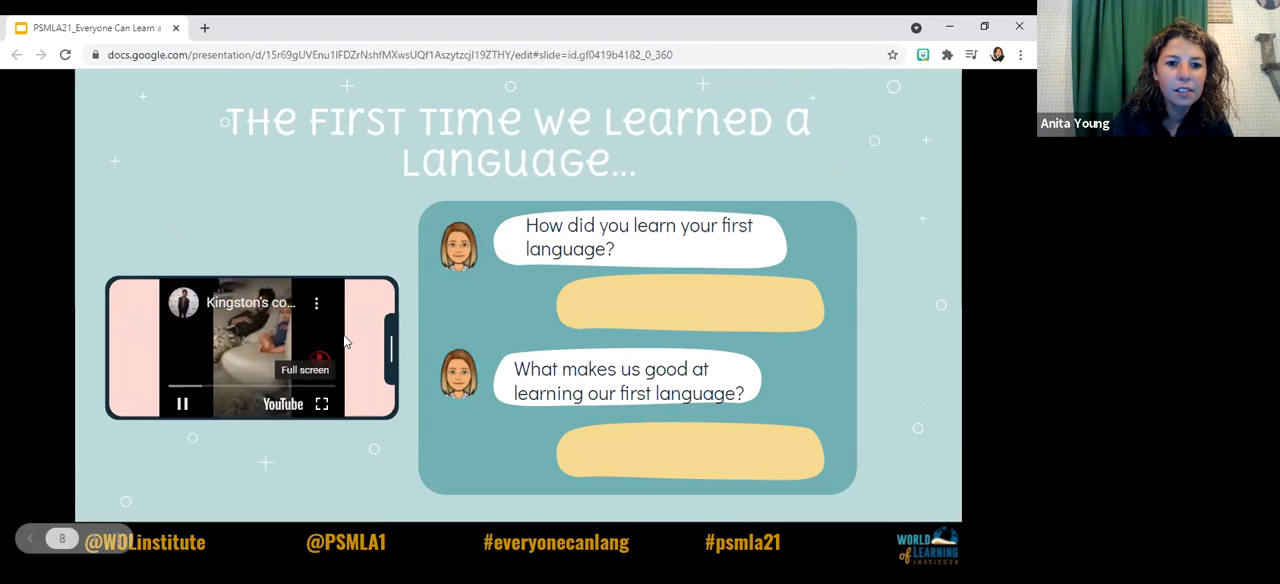 PSMLA21_Everyone Can Learn a
docs.google.com/presentation/d/15r69gUVEnu1lFDZrNshfMXwsUQf1Aszytzcjl19ZTHY/edit#slide=id.gf0419b4182_0_360
Anita Young
The First Time we Learned a
Language...
How did you learn your first
language?
Kingston's co...
Full screen
YouTube
What makes us good at
learning our first language?
8
@WOLinstitute
@PSMLA1
#everyonecanlang
#psmla21
WORLD
of LEARNING
INSTITUTE